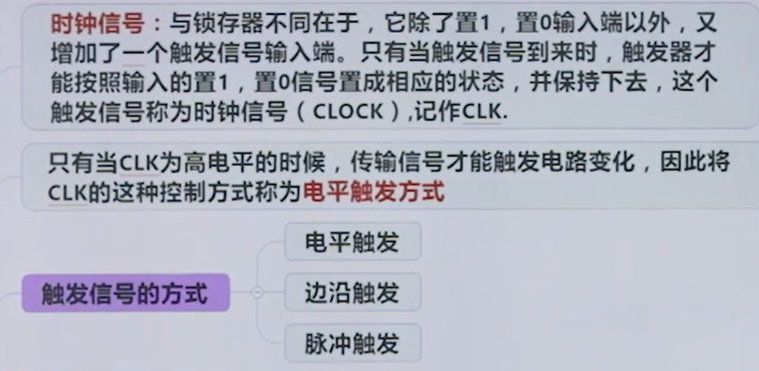 时钟信号：与锁存器不同在于，它除了置1，置0输入端以外，又
增加了一个触发信号输入端。只有当触发信号到来时，触发器才
能按照输入的置1，置0信号置成相应的状态，并保持下去，这个
触发信号称为时钟信号（CLOCK）,记作CLK.
只有当CLK为高电平的时候，传输信号才能触发电路变化，因此将
CLK的这种控制方式称为电平触发方式
触发信号的方式
电平触发
边沿触发
脉冲触发